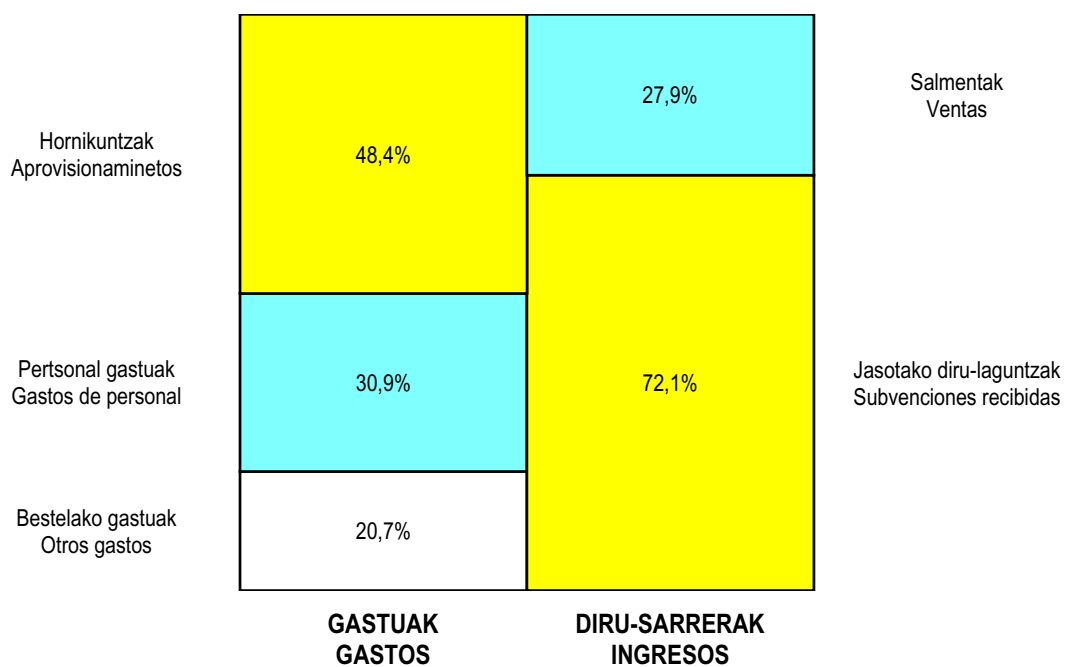 27,9%
Salmentak
Ventas
Hornikuntzak
Aprovisionaminetos
48,4%
Pertsonal gastuak
Gastos de personal
30,9%
72,1%
Jasotako diru-laguntzak
Subvenciones recibidas
Bestelako gastuak
Otros gastos
20,7%
GASTUAK
GASTOS
DIRU-SARRERAK
INGRESOS